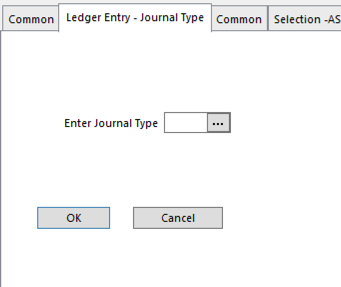 Common
Ledger Entry - Journal Type
Common
Selection -AS
Enter Journal Type
...
OK
Cancel